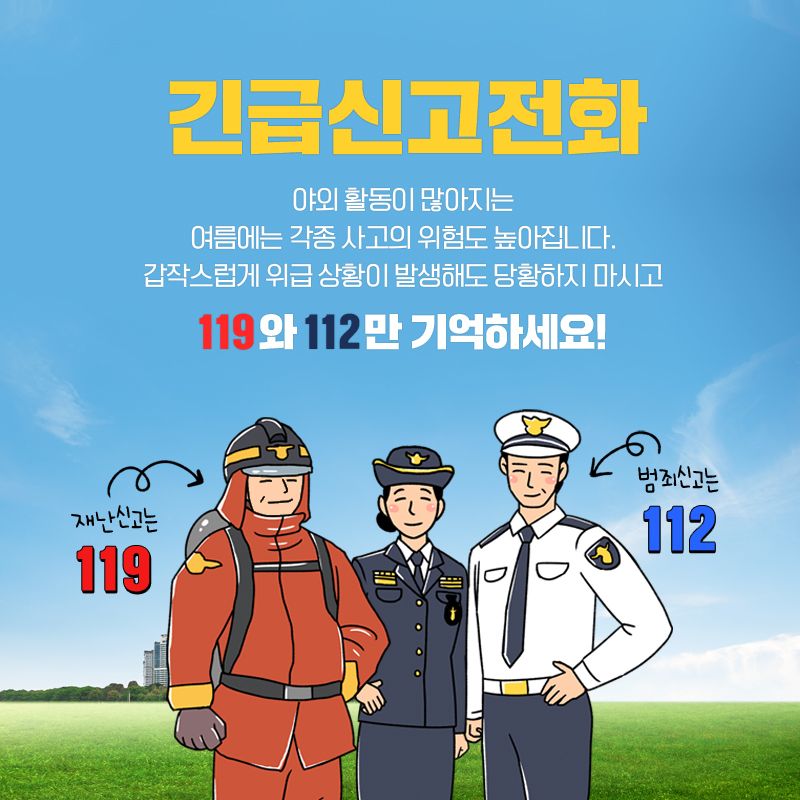 긴급신고전화
야외 활동이 많아지는
여름에는 각종 사고의 위험도 높아집니다.
갑작스럽게 위급 상황이 발생해도 당황하지 마시고
119와 112만 기억하세요!
재난신고는
119
범죄신고는
112